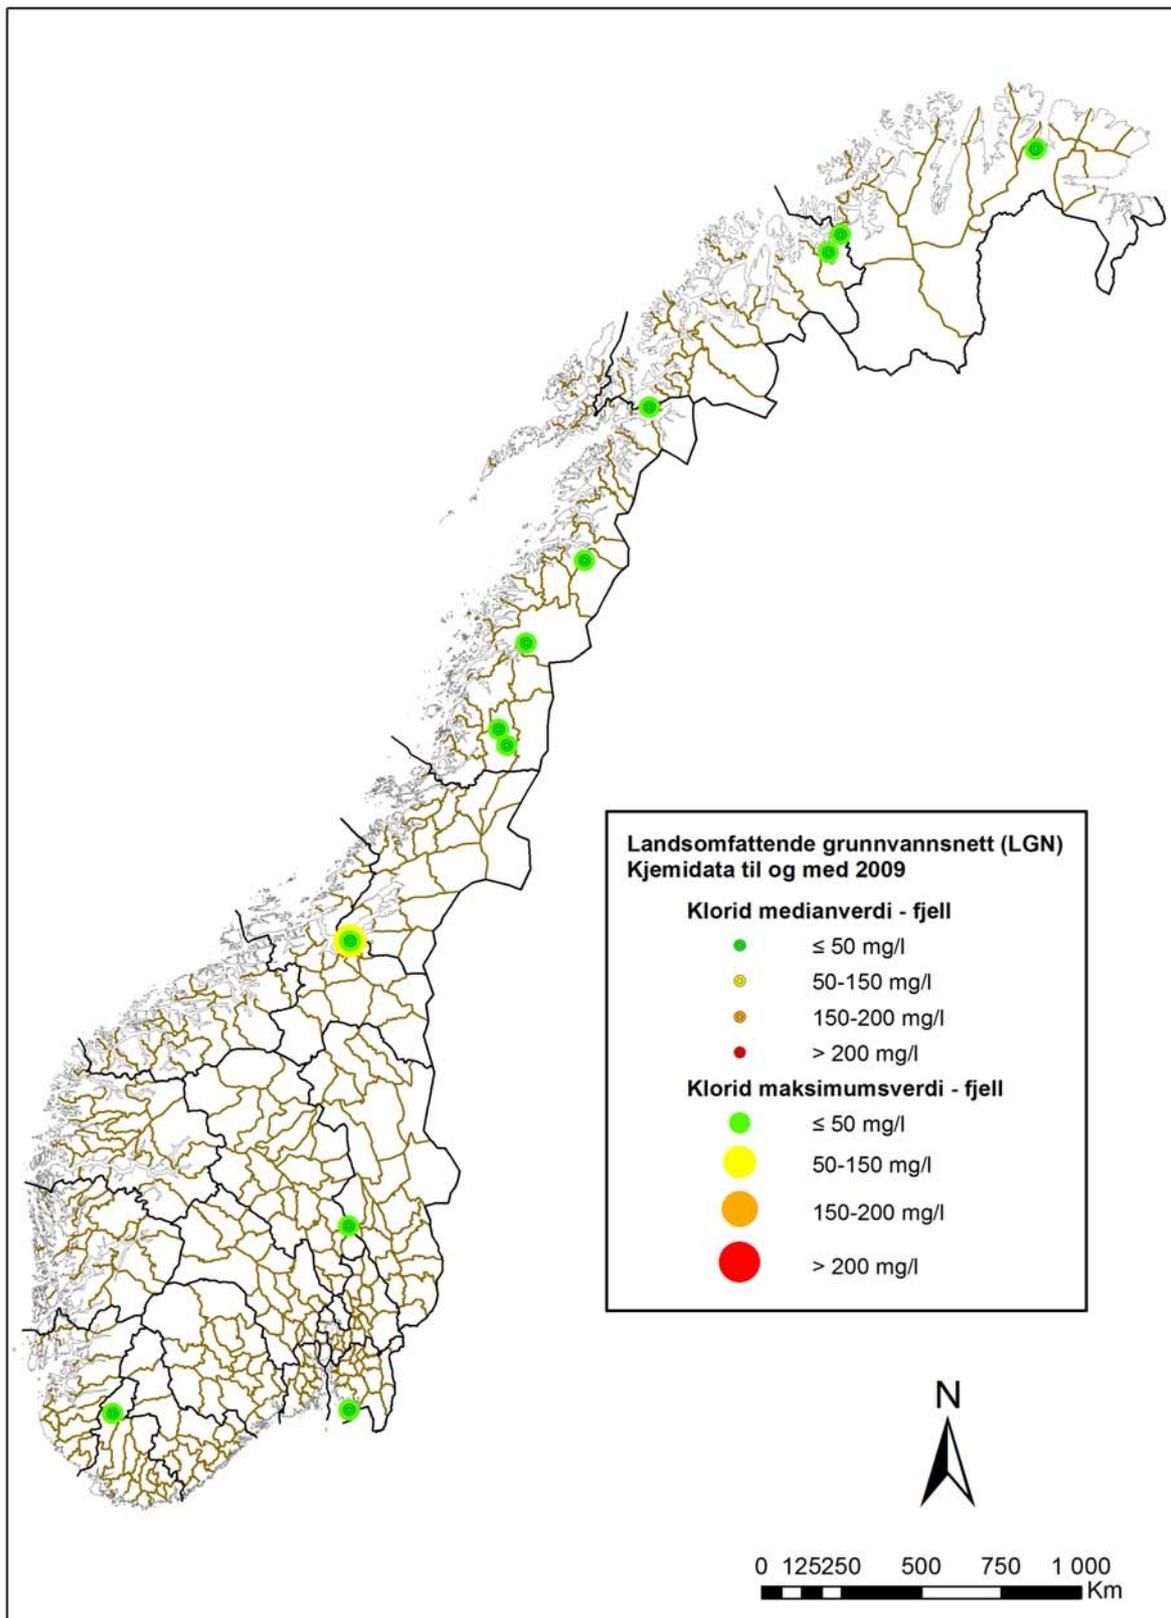 Landsomfattende grunnvannsnett (LGN)
Kjemidata til og med 2009
Klorid medianverdi - fjell
≤ 50 mg/l
50-150 mg/l
150-200 mg/l
> 200 mg/l
Klorid maksimumsverdi - fjell
≤ 50 mg/l
50-150 mg/l
150-200 mg/l
> 200 mg/l
N
0 125250 500 750 1 000
Km